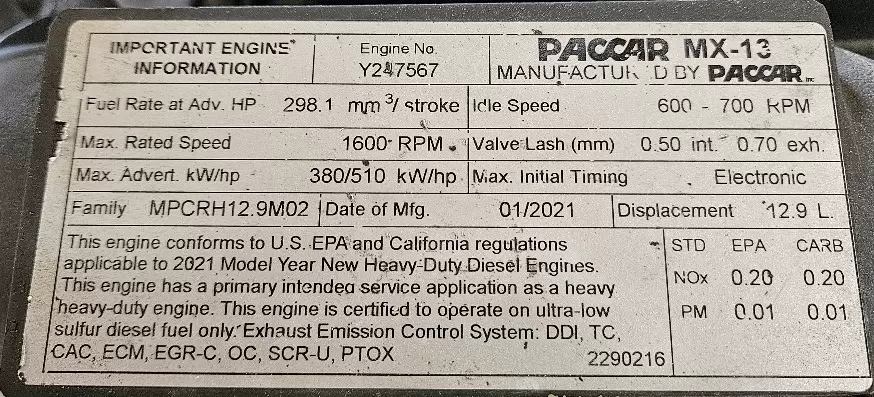 IMPORTANT ENGINE INFORMATION
Engine No. Y247567
PACCAR MX-13
MANUFACTURED BY PACCAR INC
Fuel Rate at Adv. HP 298.1 mm³/ stroke Idle Speed 600 - 700 RPM
Max. Rated Speed 1600 RPM Valve Lash (mm) 0.50 int. 0.70 exh.
Max. Advert. kW/hp 380/510 kW/hp Max. Initial Timing Electronic
Family MPCRH12.9M02 Date of Mfg. 01/2021 Displacement 12.9 L.
This engine conforms to U.S. EPA and California regulations
applicable to 2021 Model Year New Heavy-Duty Diesel Engines.
This engine has a primary intended service application as a heavy
heavy-duty engine. This engine is certified to operate on ultra-low
sulfur diesel fuel only. Exhaust Emission Control System: DDI, TC,
CAC, ECM, EGR-C, OC, SCR-U, PTOX
2290216
STD EPA CARB
NOx 0.20 0.20
PM 0.01 0.01